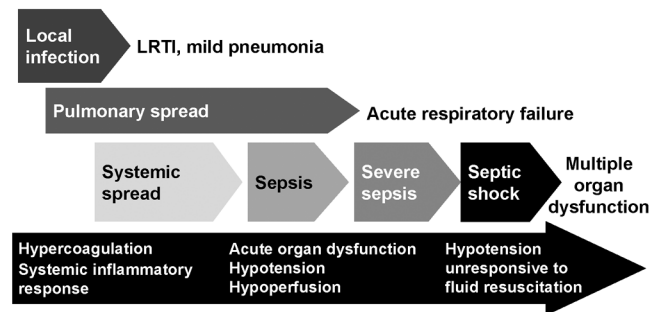 Local
infection
LRTI, mild pneumonia
Pulmonary spread
Acute respiratory failure
Systemic
spread
Sepsis
Severe
sepsis
Septic
shock
Multiple
organ
dysfunction
Hypercoagulation
Systemic inflammatory
response
Acute organ dysfunction
Hypotension
Hypoperfusion
Hypotension
unresponsive to
fluid resuscitation